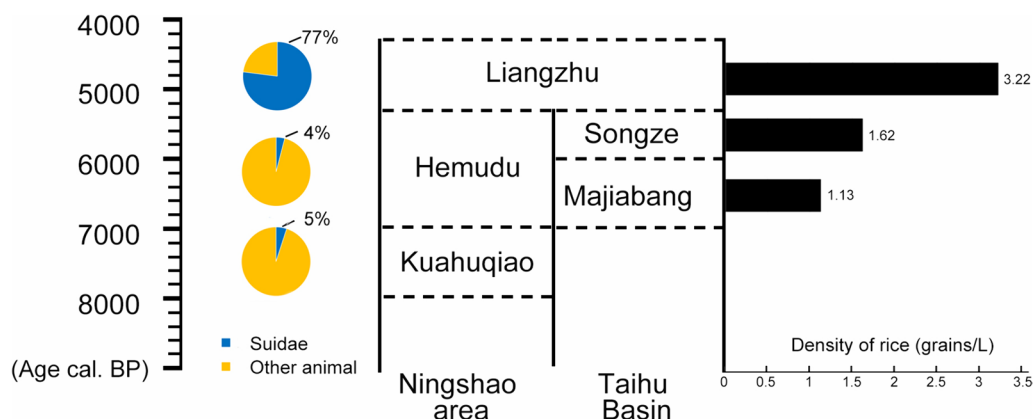 4000
5000
6000
7000
8000
(Age cal. BP)
77%
4%
5%
Suidae
Other animal
Liangzhu
Hemudu
Songze
Majiabang
Kuahuqiao
Ningshao
area
Taihu
Basin
3.22
1.62
1.13
Density of rice (grains/L)
0 0.5 1 1.5 2 2.5 3 3.5